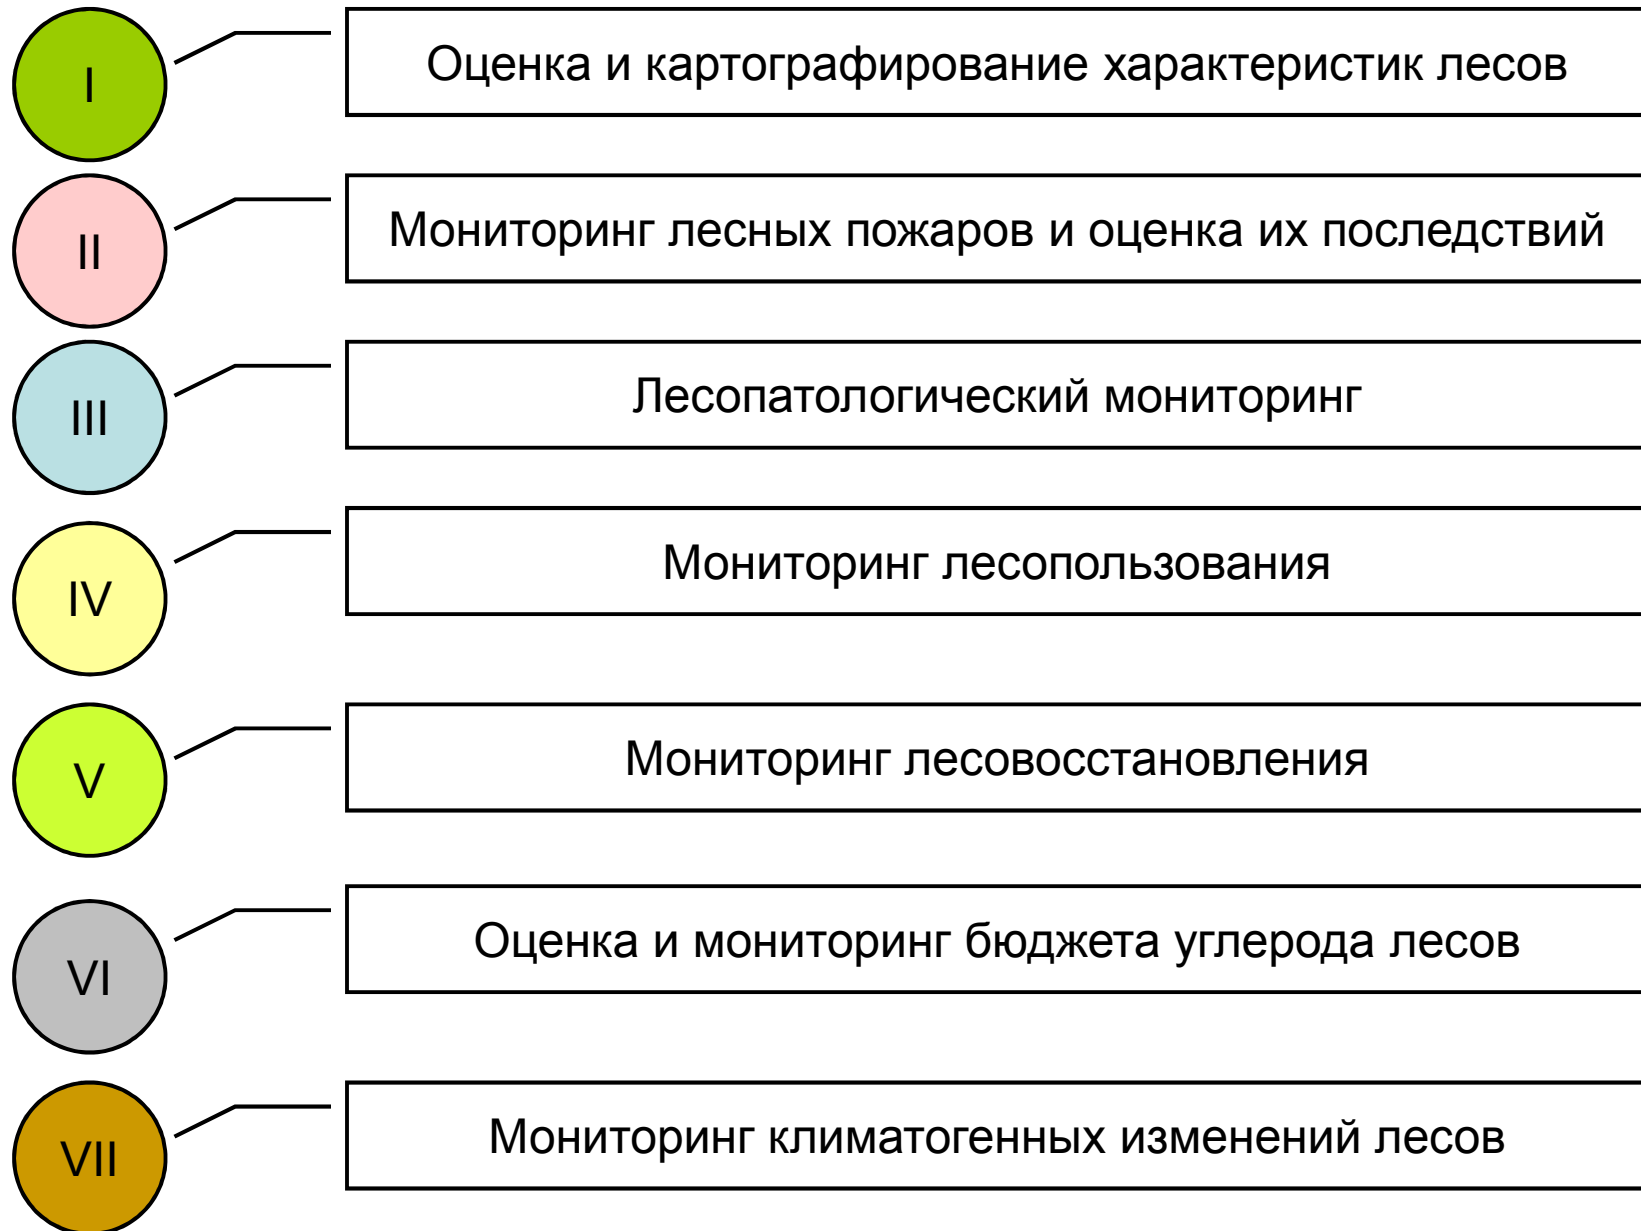 I
Оценка и картографирование характеристик лесов
II
Мониторинг лесных пожаров и оценка их последствий
III
Лесопатологический мониторинг
IV
Мониторинг лесопользования
V
Мониторинг лесовосстановления
VI
Оценка и мониторинг бюджета углерода лесов
VII
Мониторинг климатогенных изменений лесов